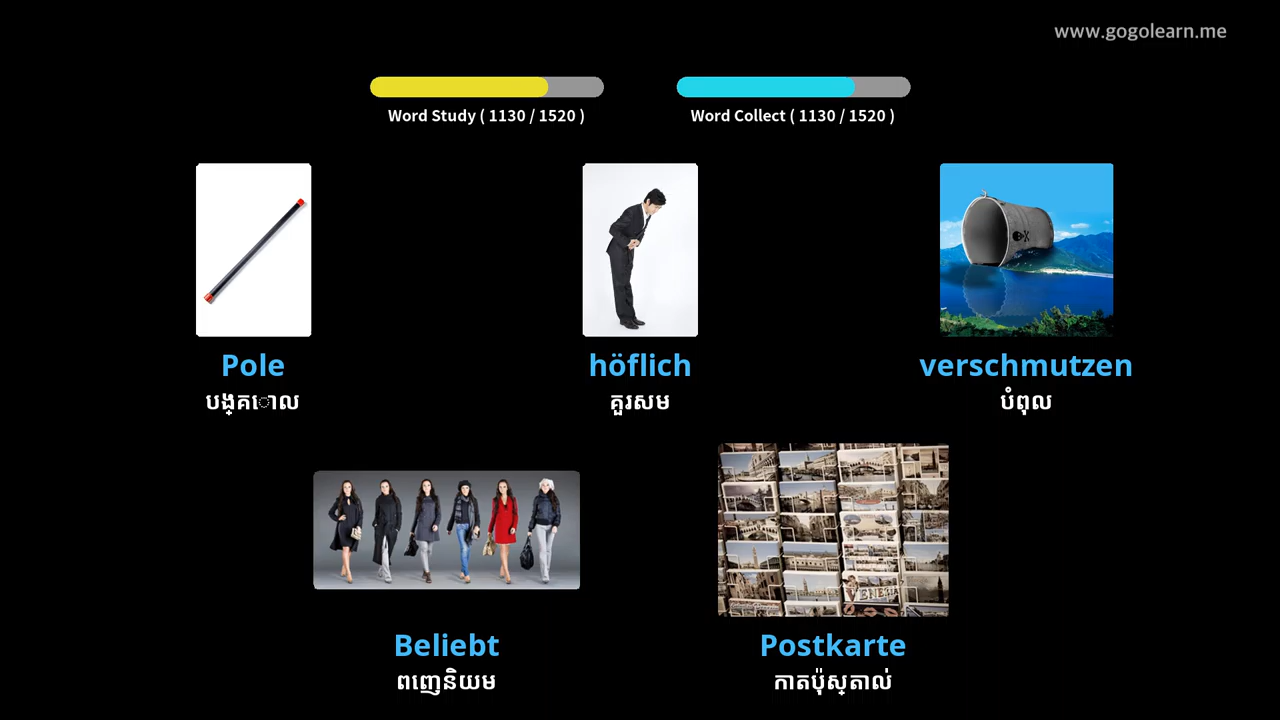 www.gogolearn.me
Word Study ( 1130 / 1520 )
Word Collect ( 1130 / 1520 )
Pole
höflich
verschmutzen
បង្គោល
គួរសម
បំពុល
Beliebt
Postkarte
ពេញនិយម
កាតប៉ុស្តាល់